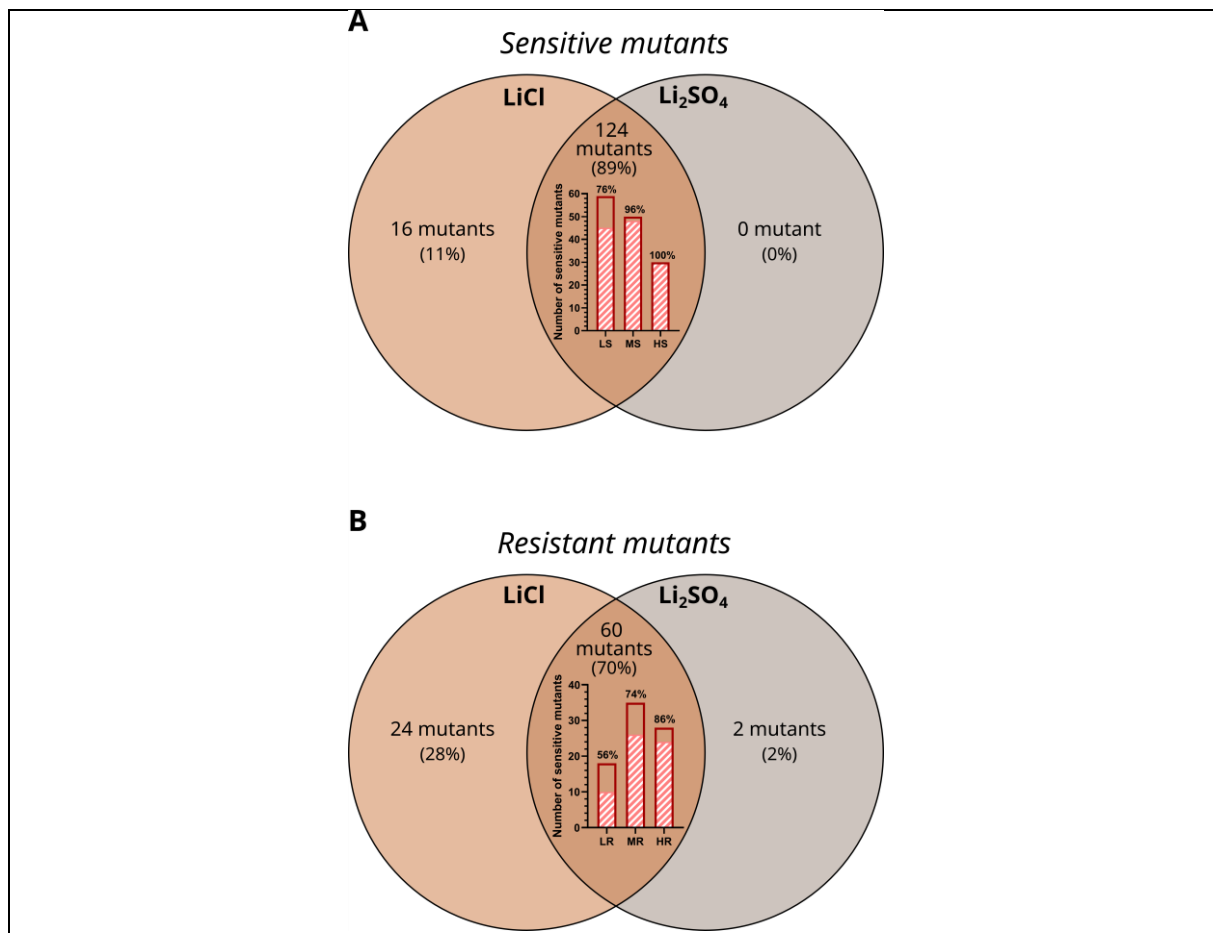 A
Sensitive mutants
LiCl
Li₂SO₄
124
mutants
(89%)
16 mutants
(11%)
0 mutant
(0%)
Number of sensitive mutants
60
50
40
30
20
10
0
76%
96%
100%
LS MS HS
B
Resistant mutants
LiCl
Li₂SO₄
60
mutants
(70%)
24 mutants
(28%)
2 mutants
(2%)
Number of sensitive mutants
40
30
20
10
0
56%
74%
86%
LR MR HR